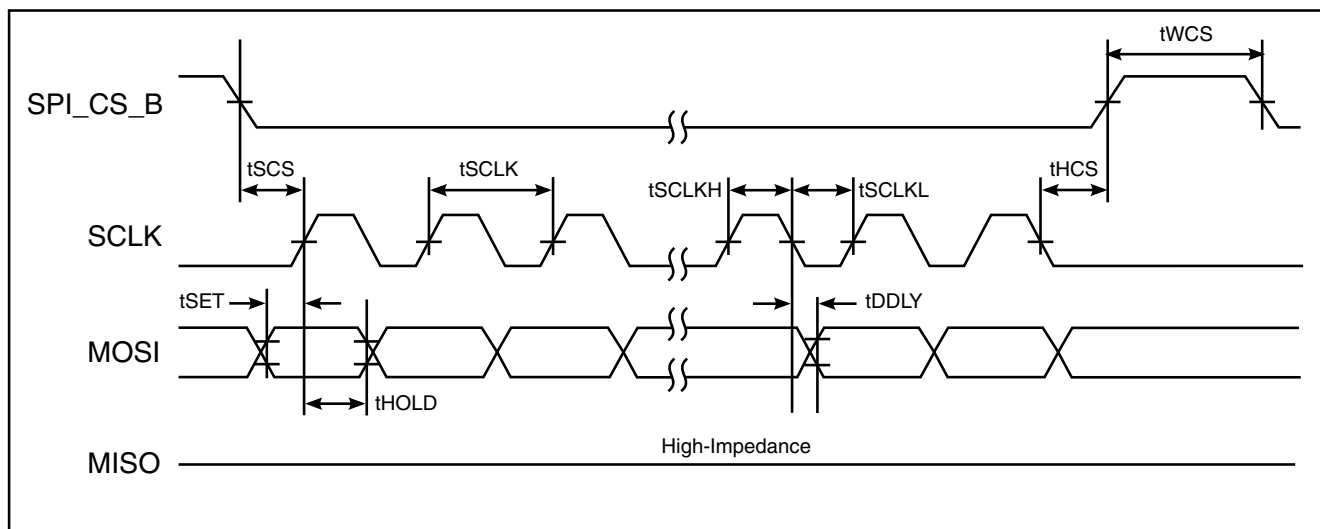 tWCS
SPI_CS_B
tSCS
tSCLK
tSCLKH
tSCLKL
tHCS
SCLK
tSET
tDDLY
MOSI
tHOLD
High-Impedance
MISO